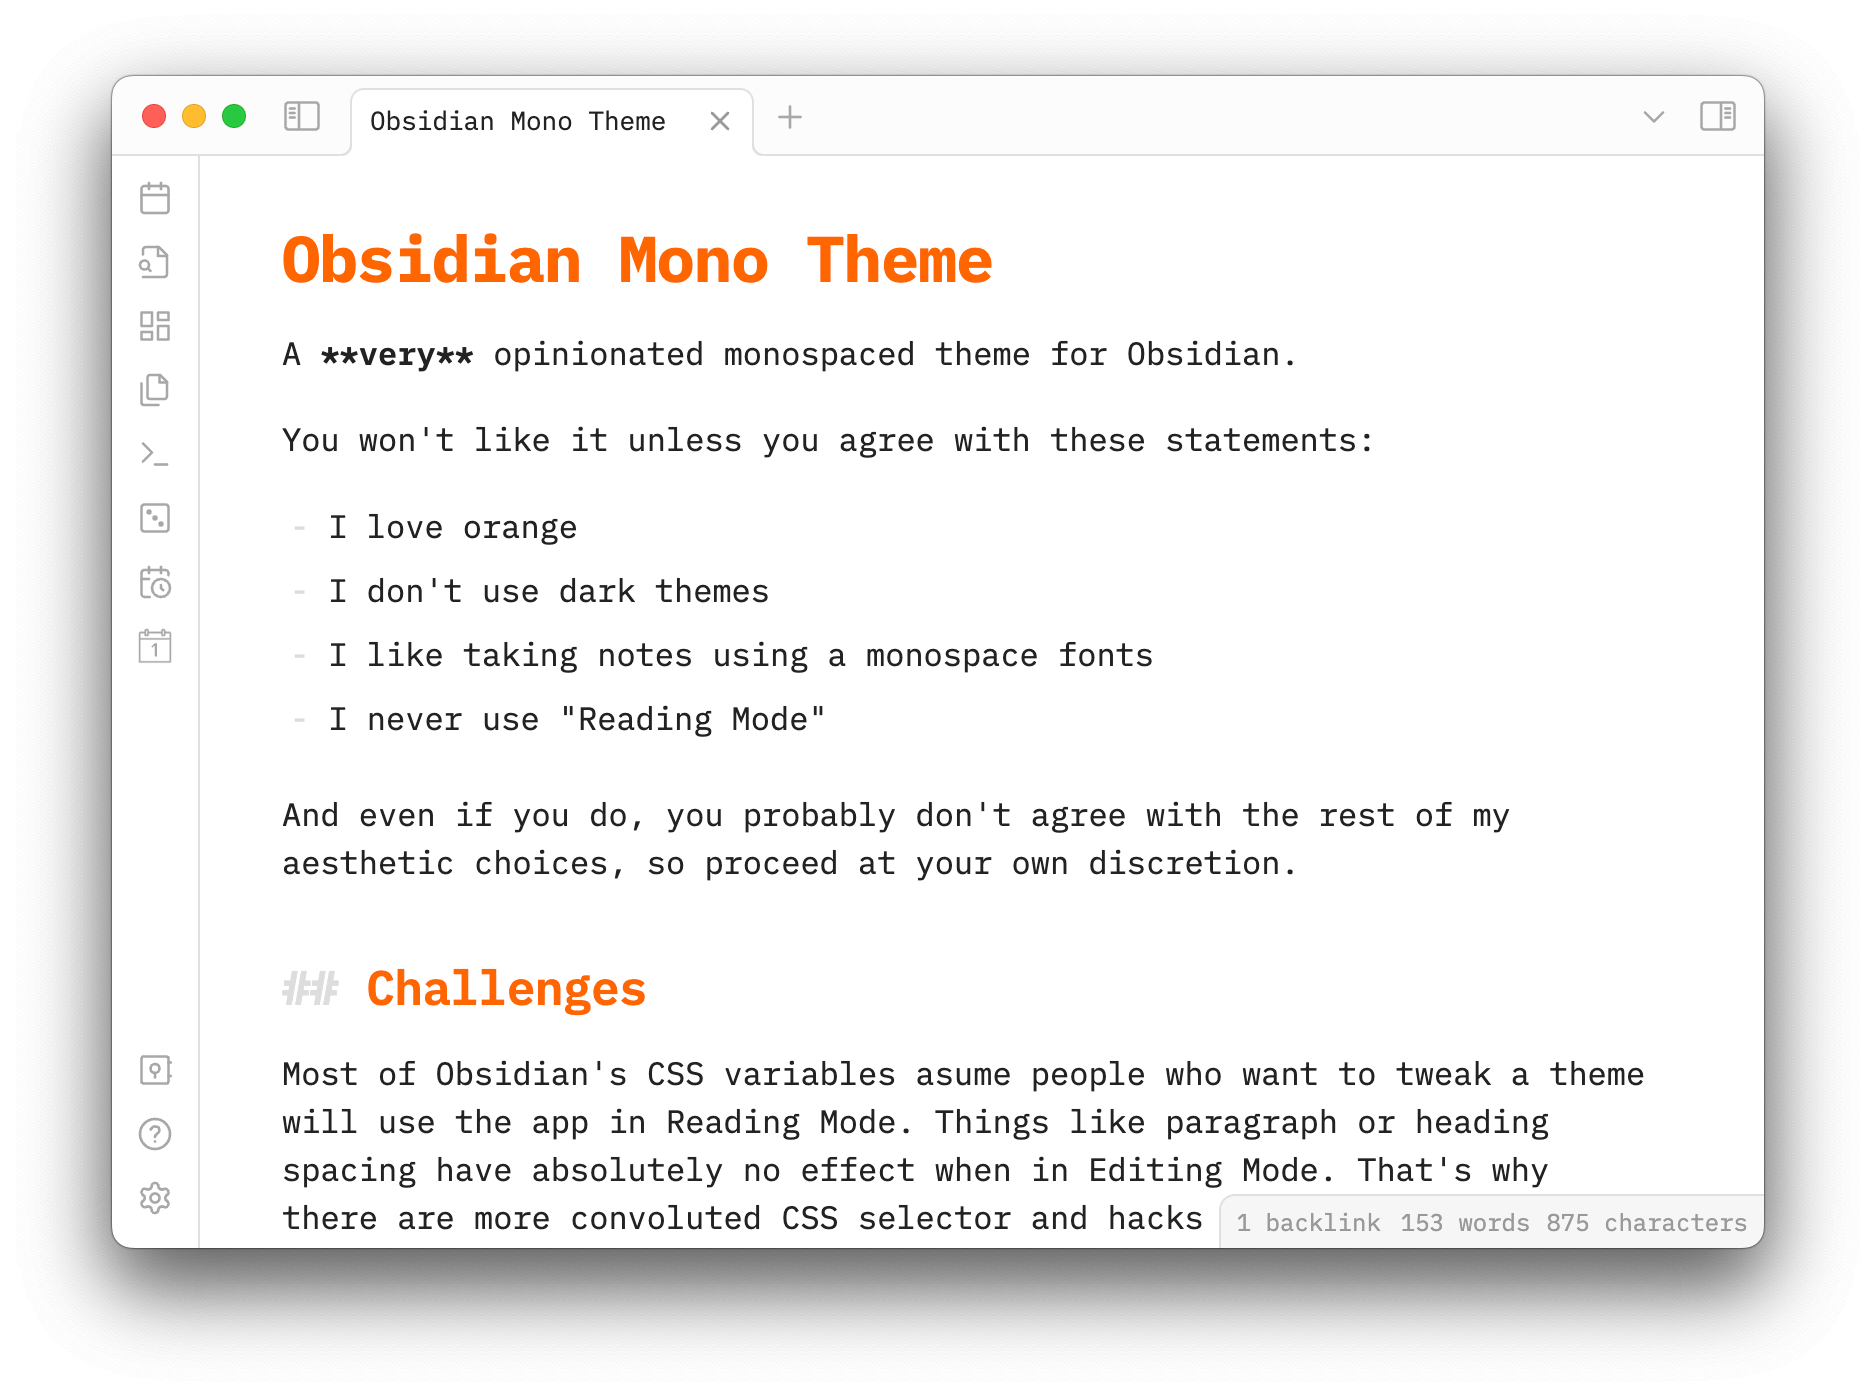 Obsidian Mono Theme
Obsidian Mono Theme
A **very** opinionated monospaced theme for Obsidian.
You won't like it unless you agree with these statements:
- I love orange
- I don't use dark themes
- I like taking notes using a monospace fonts
- I never use "Reading Mode"
And even if you do, you probably don't agree with the rest of my
aesthetic choices, so proceed at your own discretion.
## Challenges
Most of Obsidian's CSS variables asume people who want to tweak a theme
will use the app in Reading Mode. Things like paragraph or heading
spacing have absolutely no effect when in Editing Mode. That's why
there are more convoluted CSS selector and hacks
1 backlink 153 words 875 characters
1